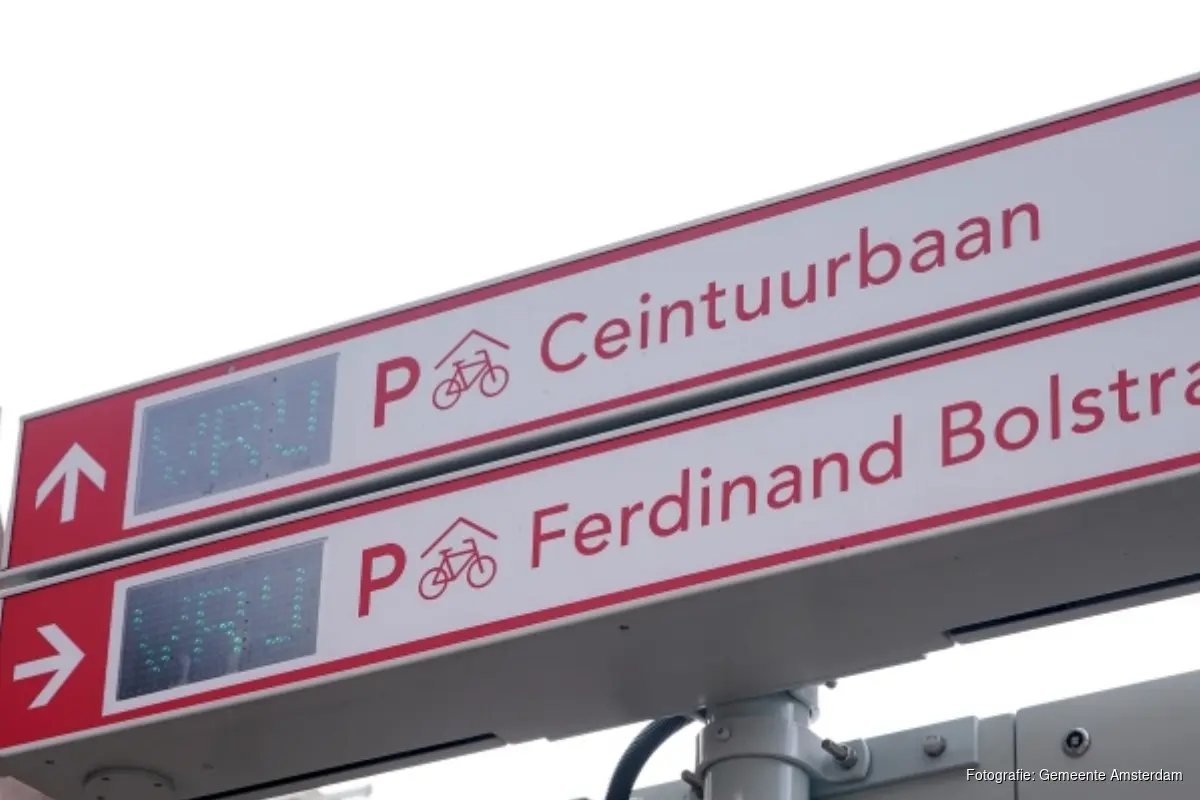 P Ceintuurbaan
P Ferdinand Bolstra
Fotografie: Gemeente Amsterdam